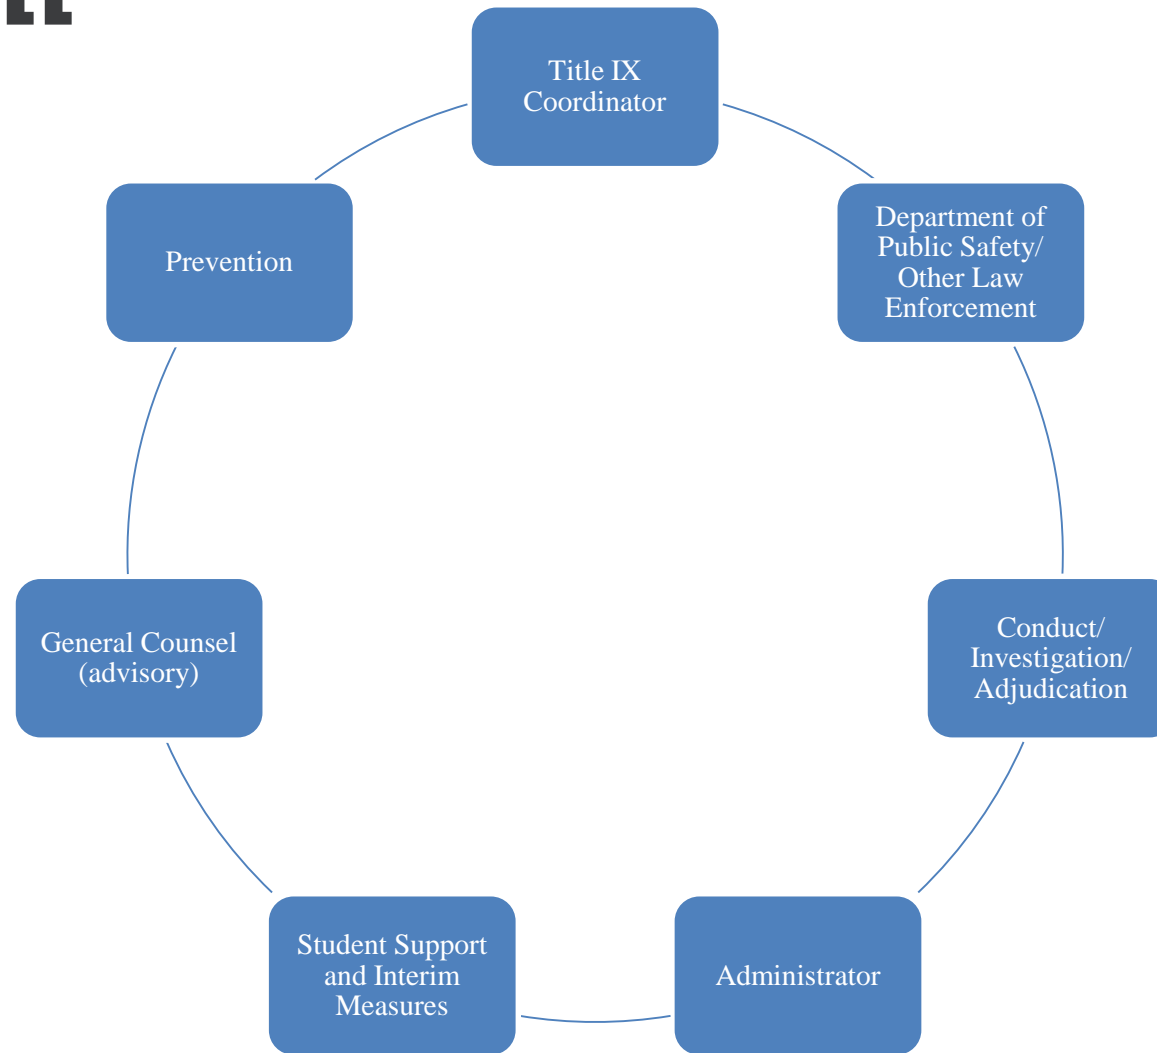 Title IX
Coordinator
Department of
Public Safety/
Other Law
Enforcement
Conduct/
Investigation/
Adjudication
Administrator
Student Support
and Interim
Measures
General Counsel
(advisory)
Prevention